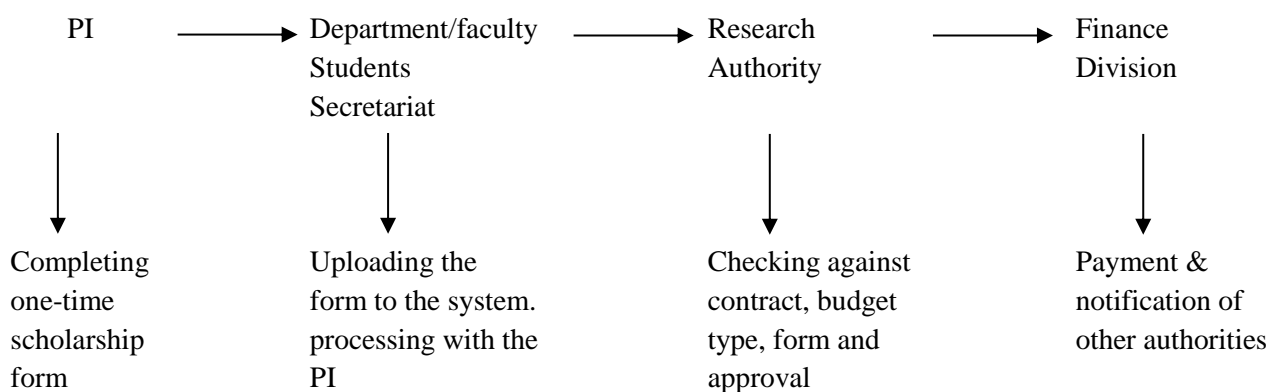 PI
Department/faculty
Students
Secretariat
Research
Authority
Finance
Division
Completing
one-time
scholarship
form
Uploading the
form to the system.
processing with the
PI
Checking against
contract, budget
type, form and
approval
Payment &
notification of
other authorities